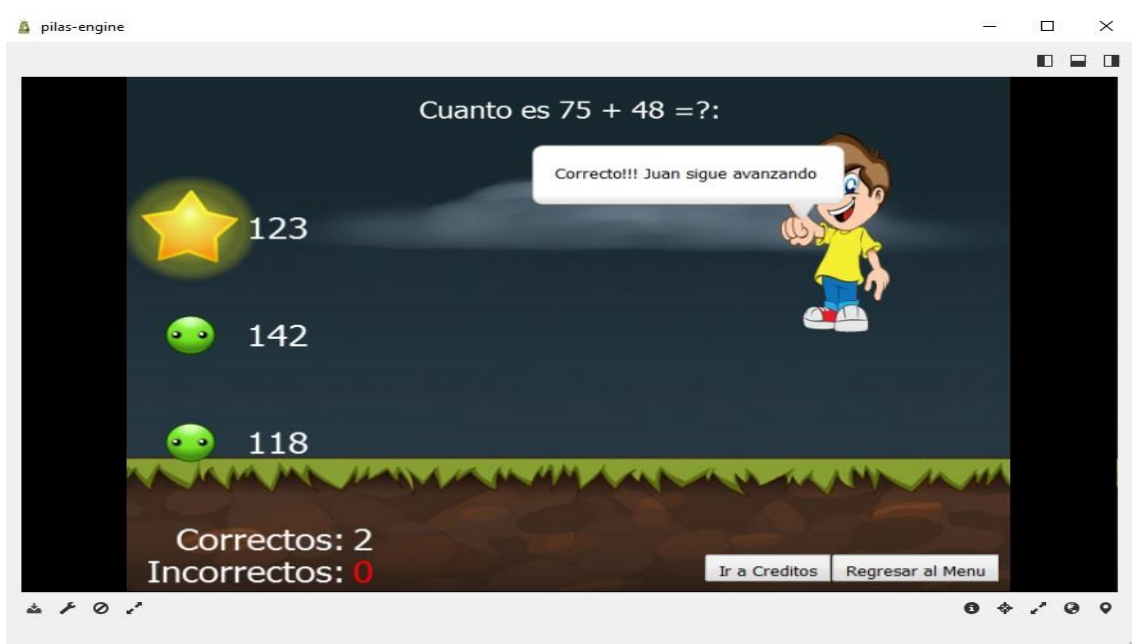 pilas-engine
Cuanto es 75 + 48 =?:
Correcto!!! Juan sigue avanzando
123
142
118
Correctos: 2
Incorrectos: 0
Ir a Creditos
Regresar al Menu